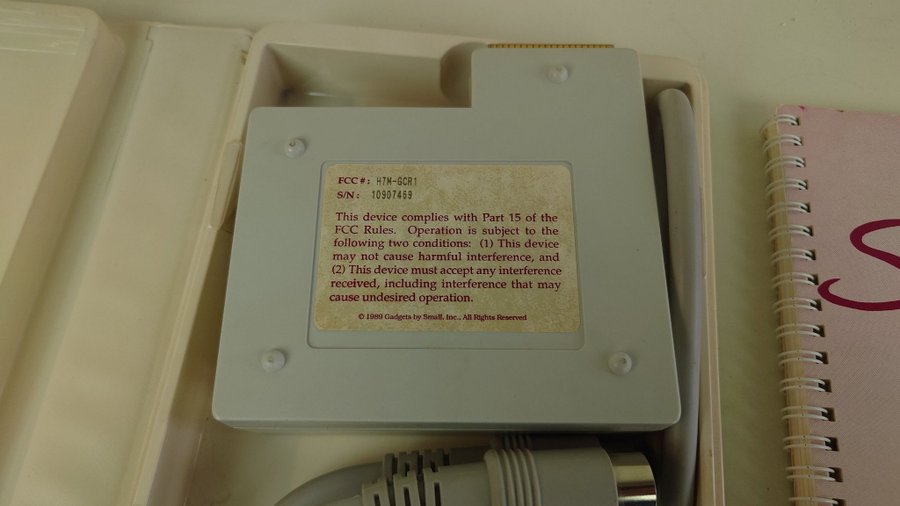 FCC#: H7M-GCR1
S/N: 10907469
This device complies with Part 15 of the
FCC Rules. Operation is subject to the
following two conditions: (1) This device
may not cause harmful interference, and
(2) This device must accept any interference
received, including interference that may
cause undesired operation.
© 1989 Gadgets by Small, Inc., All Rights Reserved
S